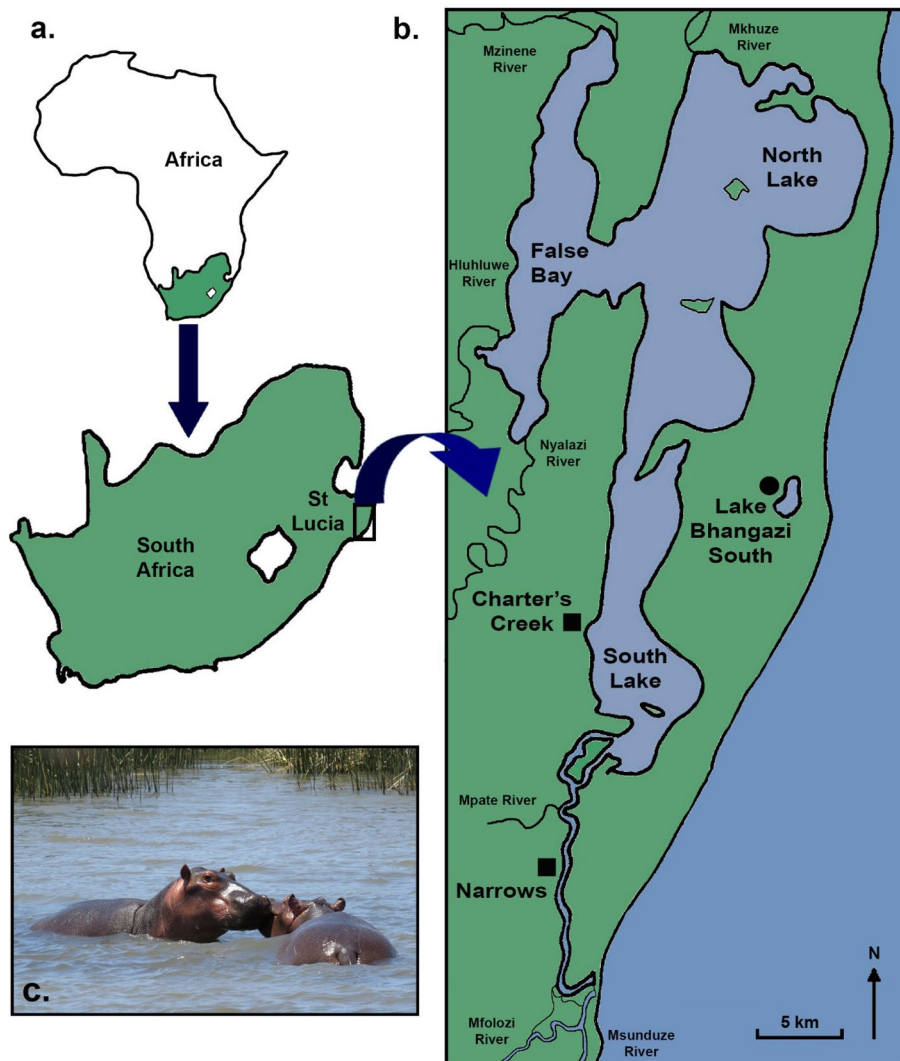 a.
Africa
South
Africa
St
Lucia
b.
Mzinene
River
Mkhuze
River
North
Lake
False
Bay
Hluhluwe
River
Nyalazi
River
Lake
Bhangazi
South
Charter's
Creek
South
Lake
Mpate River
Narrows
Mfolozi
River
Msunduze
River
N
5 km
c.